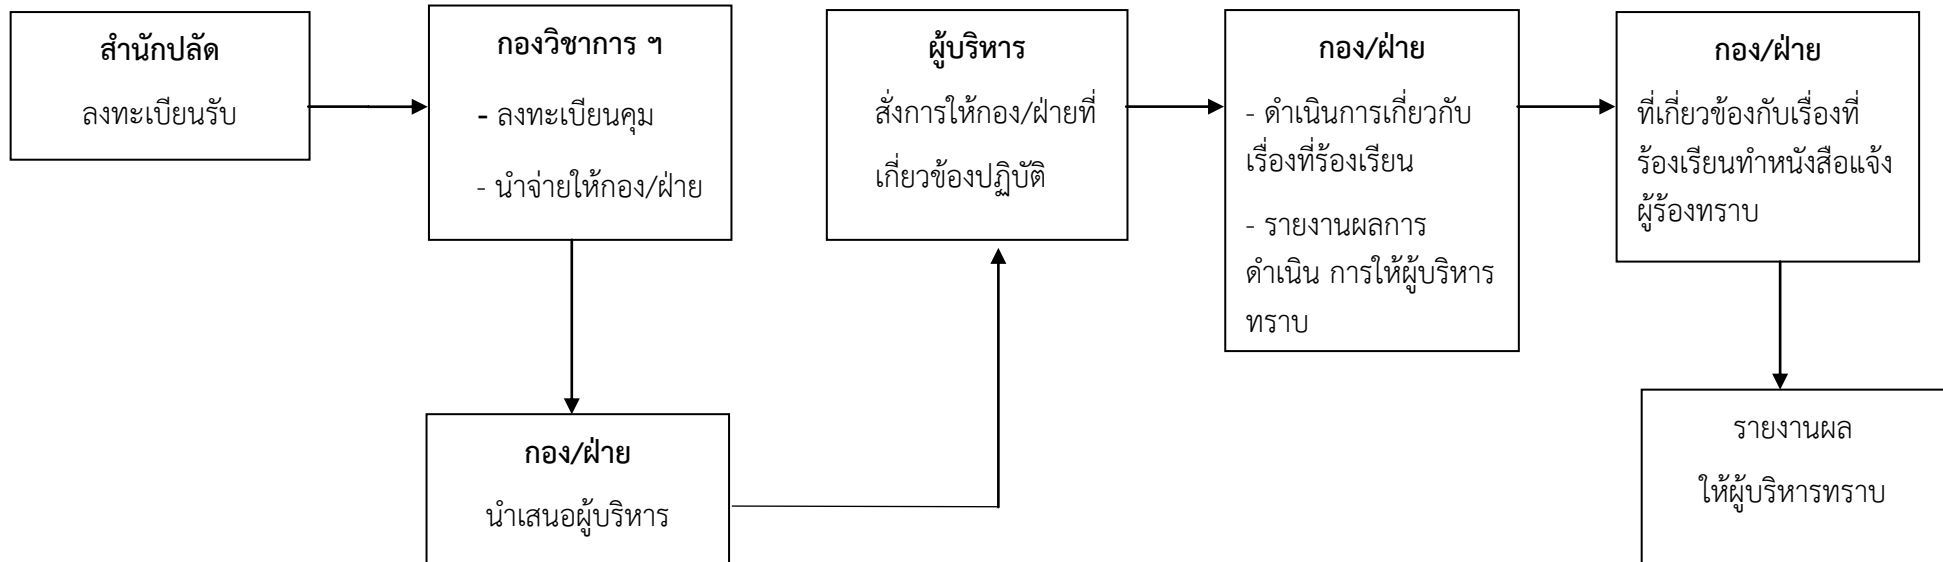 สำนักปลัด
ลงทะเบียนรับ
กองวิชาการ ฯ
- ลงทะเบียนคุม
- นำจ่ายให้กอง/ฝ่าย
กอง/ฝ่าย
นำเสนอผู้บริหาร
ผู้บริหาร
สั่งการให้กอง/ฝ่ายที่
เกี่ยวข้องปฏิบัติ
กอง/ฝ่าย
- ดำเนินการเกี่ยวกับ
เรื่องที่ร้องเรียน
- รายงานผลการ
ดำเนิน การให้ผู้บริหาร
ทราบ
กอง/ฝ่าย
ที่เกี่ยวข้องกับเรื่องที่
ร้องเรียนทำหนังสือแจ้ง
ผู้ร้องทราบ
รายงานผล
ให้ผู้บริหารทราบ